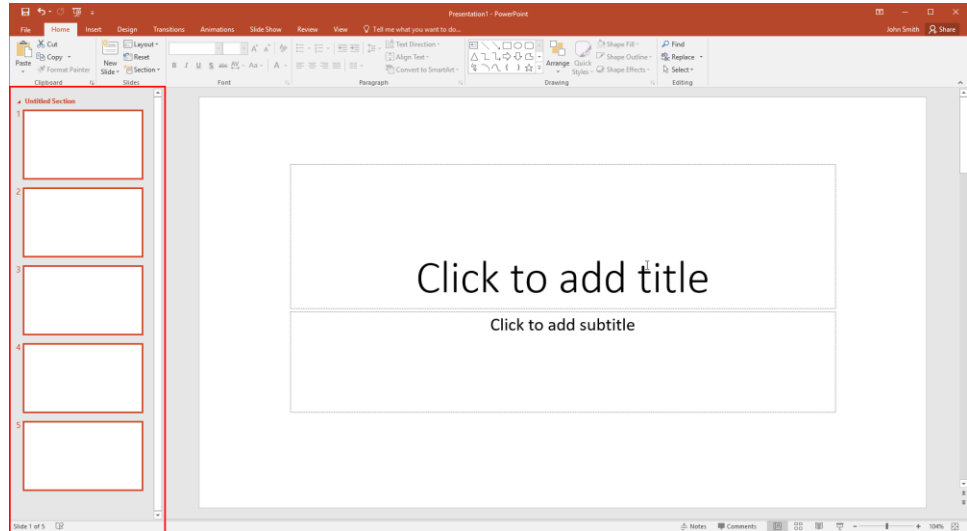 Presentation1 - PowerPoint
File Home Insert Design Transitions Animations Slide Show Review View Tell me what you want to do... John Smith Share
Paste
Cut
Copy
Format Painter
Clipboard
New Slide
Layout
Reset
Section
Slides
B I U S abc AV Aa A
Font
Text Direction
Align Text
Convert to SmartArt
Paragraph
Arrange
Quick Styles
Shape Fill
Shape Outline
Shape Effects
Drawing
Find
Replace
Select
Editing
Untitled Section
1
2
3
4
5
Click to add title
Click to add subtitle
Slide 1 of 5
Notes Comments 104%